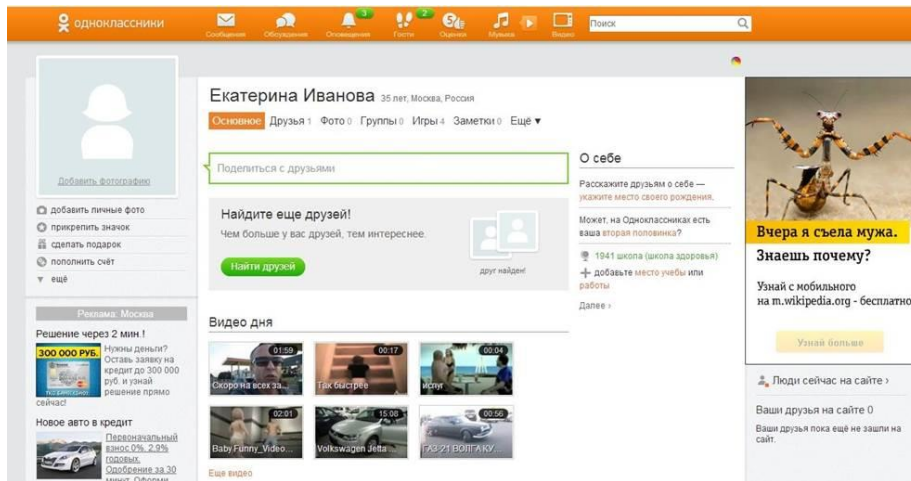 одноклассники
Сообщения
Обсуждения
Оповещения
3
Гости
2
Оценки
5+
Музыка
Видео
Поиск
Добавить фотографию
добавить личные фото
прикрепить значок
сделать подарок
пополнить счёт
ещё
Реклама: Москва
Решение через 2 мин.!
300 000 РУБ.
Нужны деньги?
Оставь заявку на
кредит до 300 000
руб. и узнай
решение прямо
сейчас!
Новое авто в кредит
Первоначальный
взнос 0%. 2,9%
годовых.
Одобрение за 30
минут. Оформи
Екатерина Иванова 35 лет, Москва, Россия
Основное Друзья 1 Фото 0 Группы 0 Игры 4 Заметки 0 Ещё
Поделиться с друзьями
Найдите еще друзей!
Чем больше у вас друзей, тем интереснее.
Найти друзей
друг найден!
Видео дня
01:59
Скоро на всех за...
00:17
Так быстрее
00:04
испуг
02:01
Baby Funny_Video...
15:08
Volkswagen Jetta ...
00:56
ГАЗ-21 ВОЛГА КУ...
Еще видео
О себе
Расскажите друзьям о себе —
укажите место своего рождения.
Может, на Одноклассниках есть
ваша вторая половинка?
1941 школа (школа здоровья)
добавьте место учебы или
работы
Далее ›
Вчера я съела мужа.
Знаешь почему?
Узнай с мобильного
на m.wikipedia.org - бесплатно
Узнай больше
Люди сейчас на сайте ›
Ваши друзья на сайте 0
Ваши друзья пока ещё не зашли на
сайт.